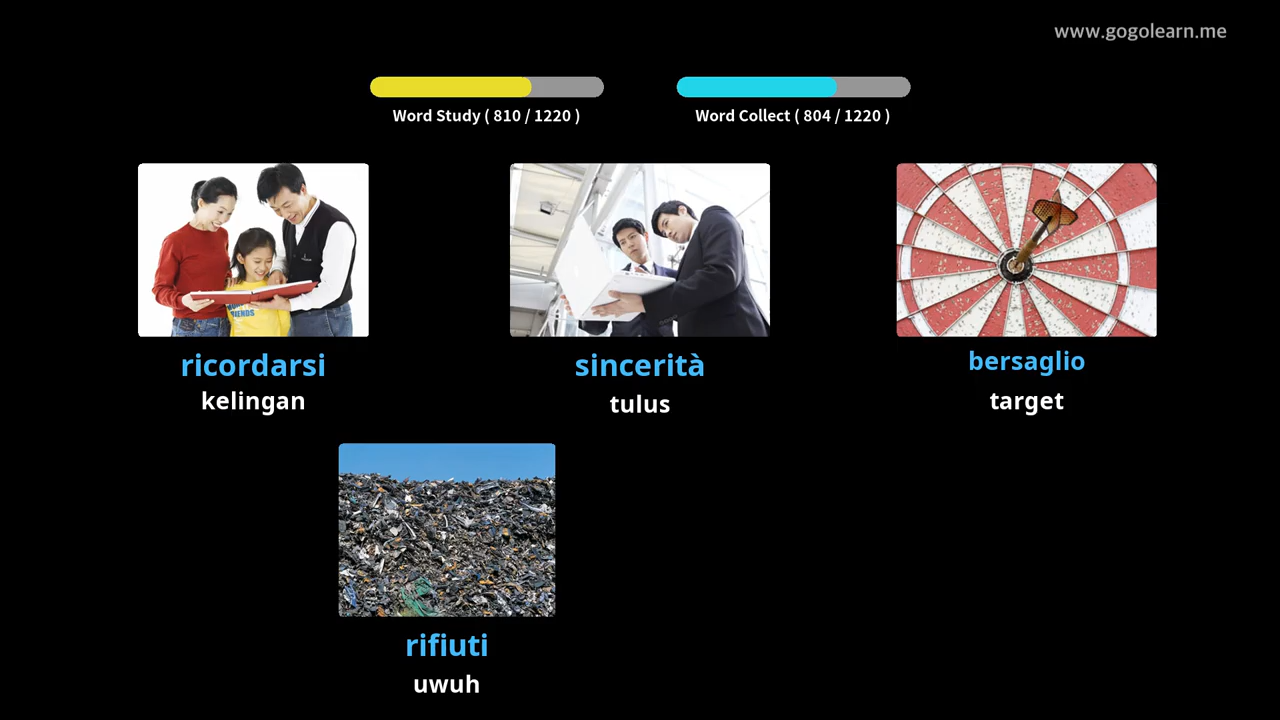 www.gogolearn.me
Word Study ( 810 / 1220 )
Word Collect ( 804 / 1220 )
ricordarsi
kelingan
sincerità
tulus
bersaglio
target
rifiuti
uwuh